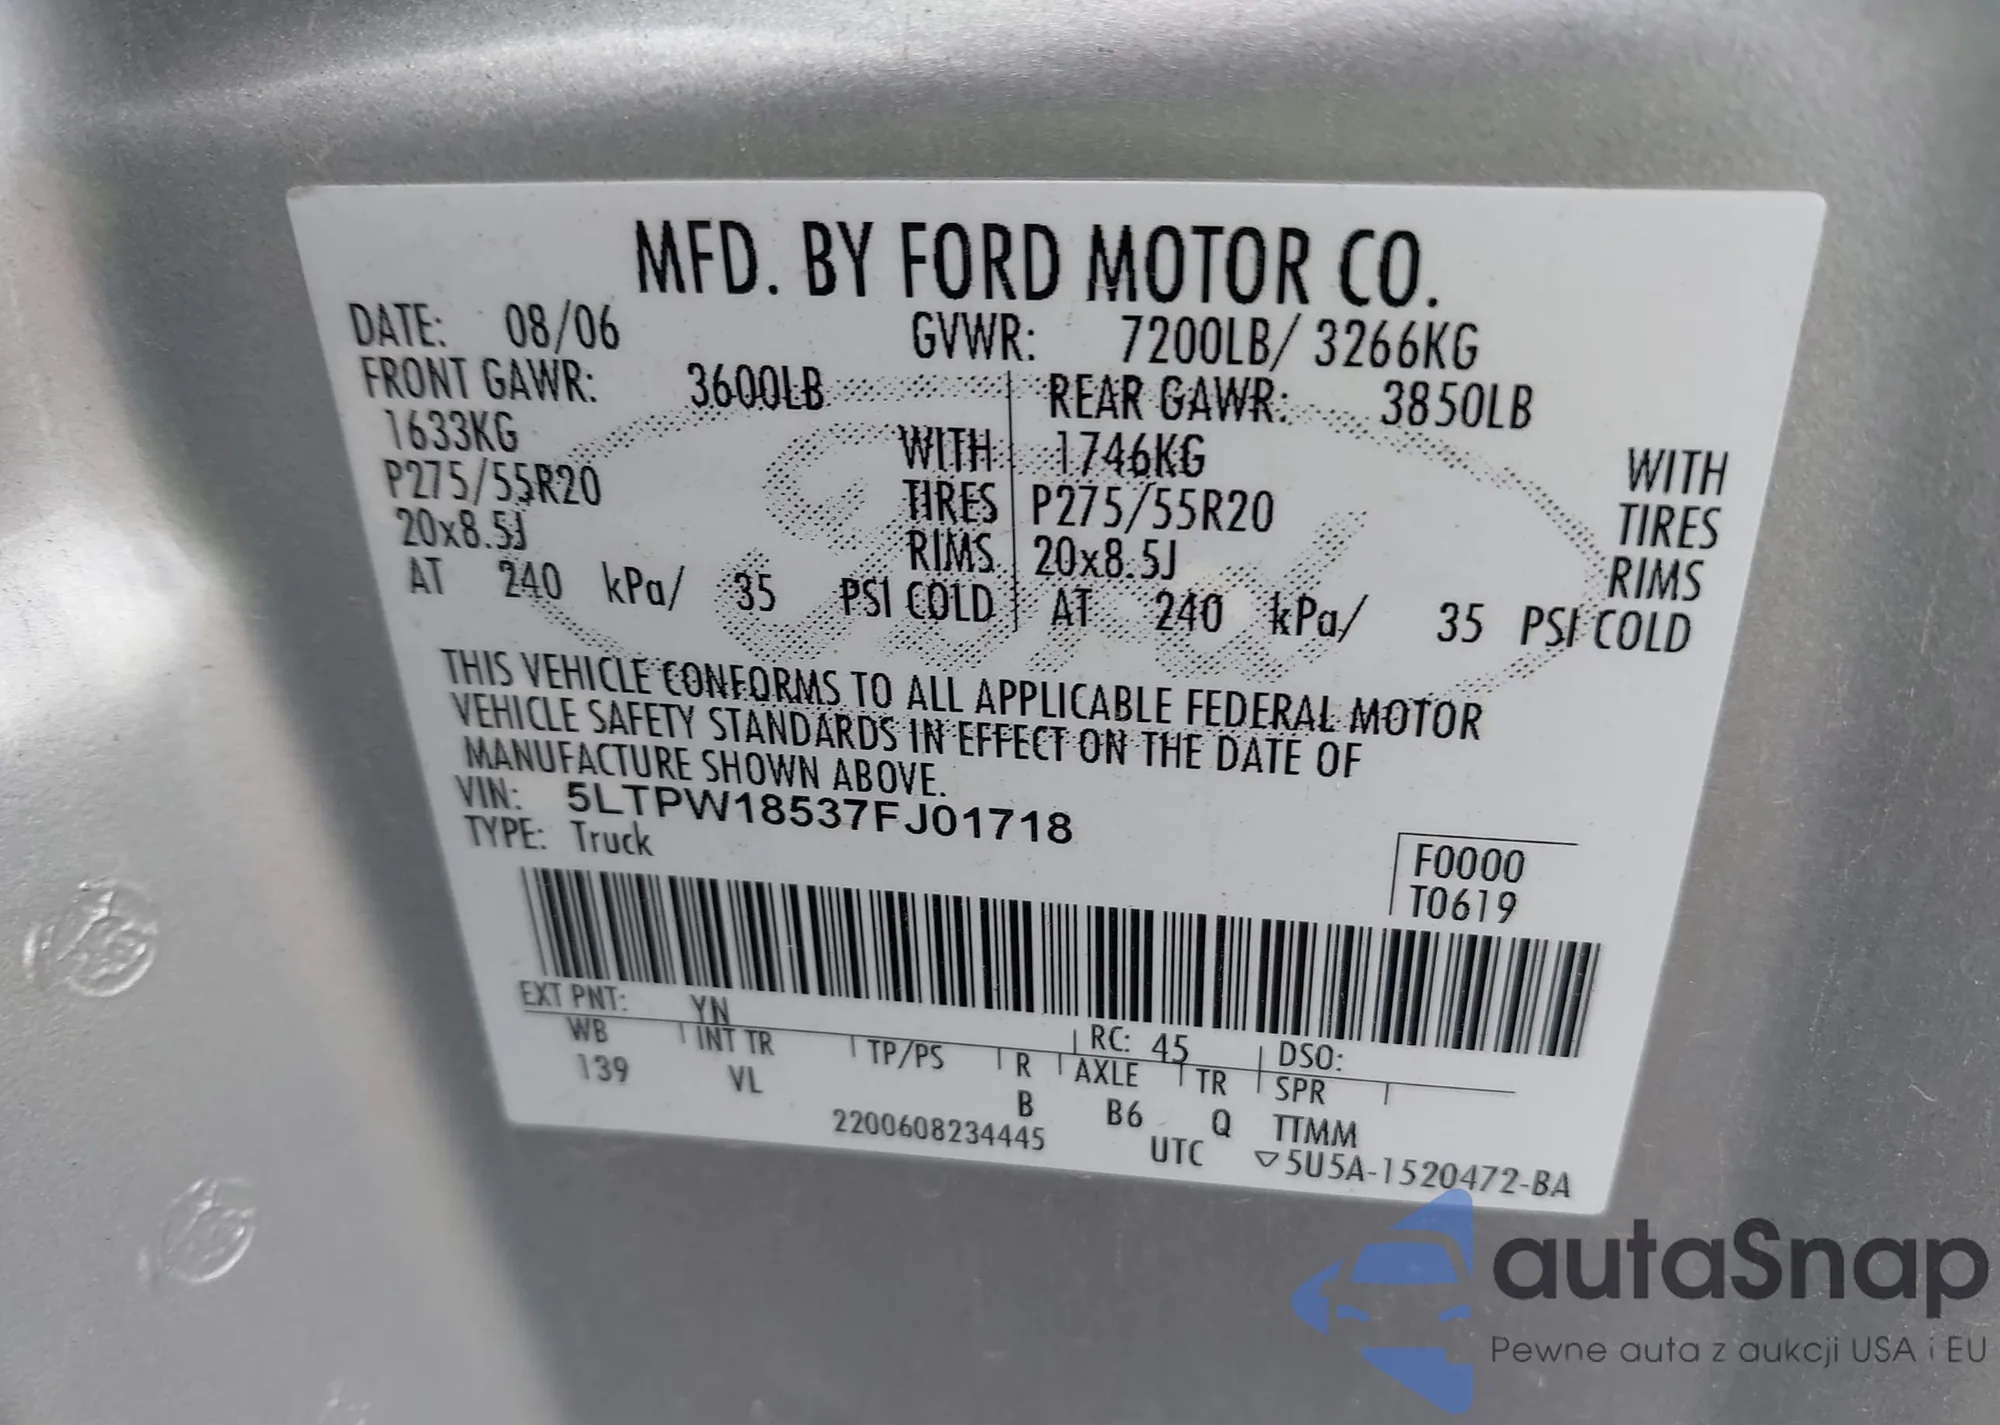 MFD. BY FORD MOTOR CO.
DATE: 08/06 GVWR: 7200LB/ 3266KG
FRONT GAWR: 3600LB REAR GAWR: 3850LB
1633KG WITH 1746KG WITH
P275/55R20 TIRES P275/55R20 TIRES
20x8.5J RIMS 20x8.5J RIMS
AT 240 kPa/ 35 PSI COLD AT 240 kPa/ 35 PSI COLD
THIS VEHICLE CONFORMS TO ALL APPLICABLE FEDERAL MOTOR
VEHICLE SAFETY STANDARDS IN EFFECT ON THE DATE OF
MANUFACTURE SHOWN ABOVE.
VIN: 5LTPW18537FJ01718
TYPE: Truck
F0000
T0619
EXT PNT: YN RC: 45 DSO:
WB INT TR TP/PS R AXLE TR SPR
139 VL B B6 Q TTMM
2200608234445 UTC ▽5U5A-1520472-BA
autoSnap
Pewne auta z aukcji USA i EU